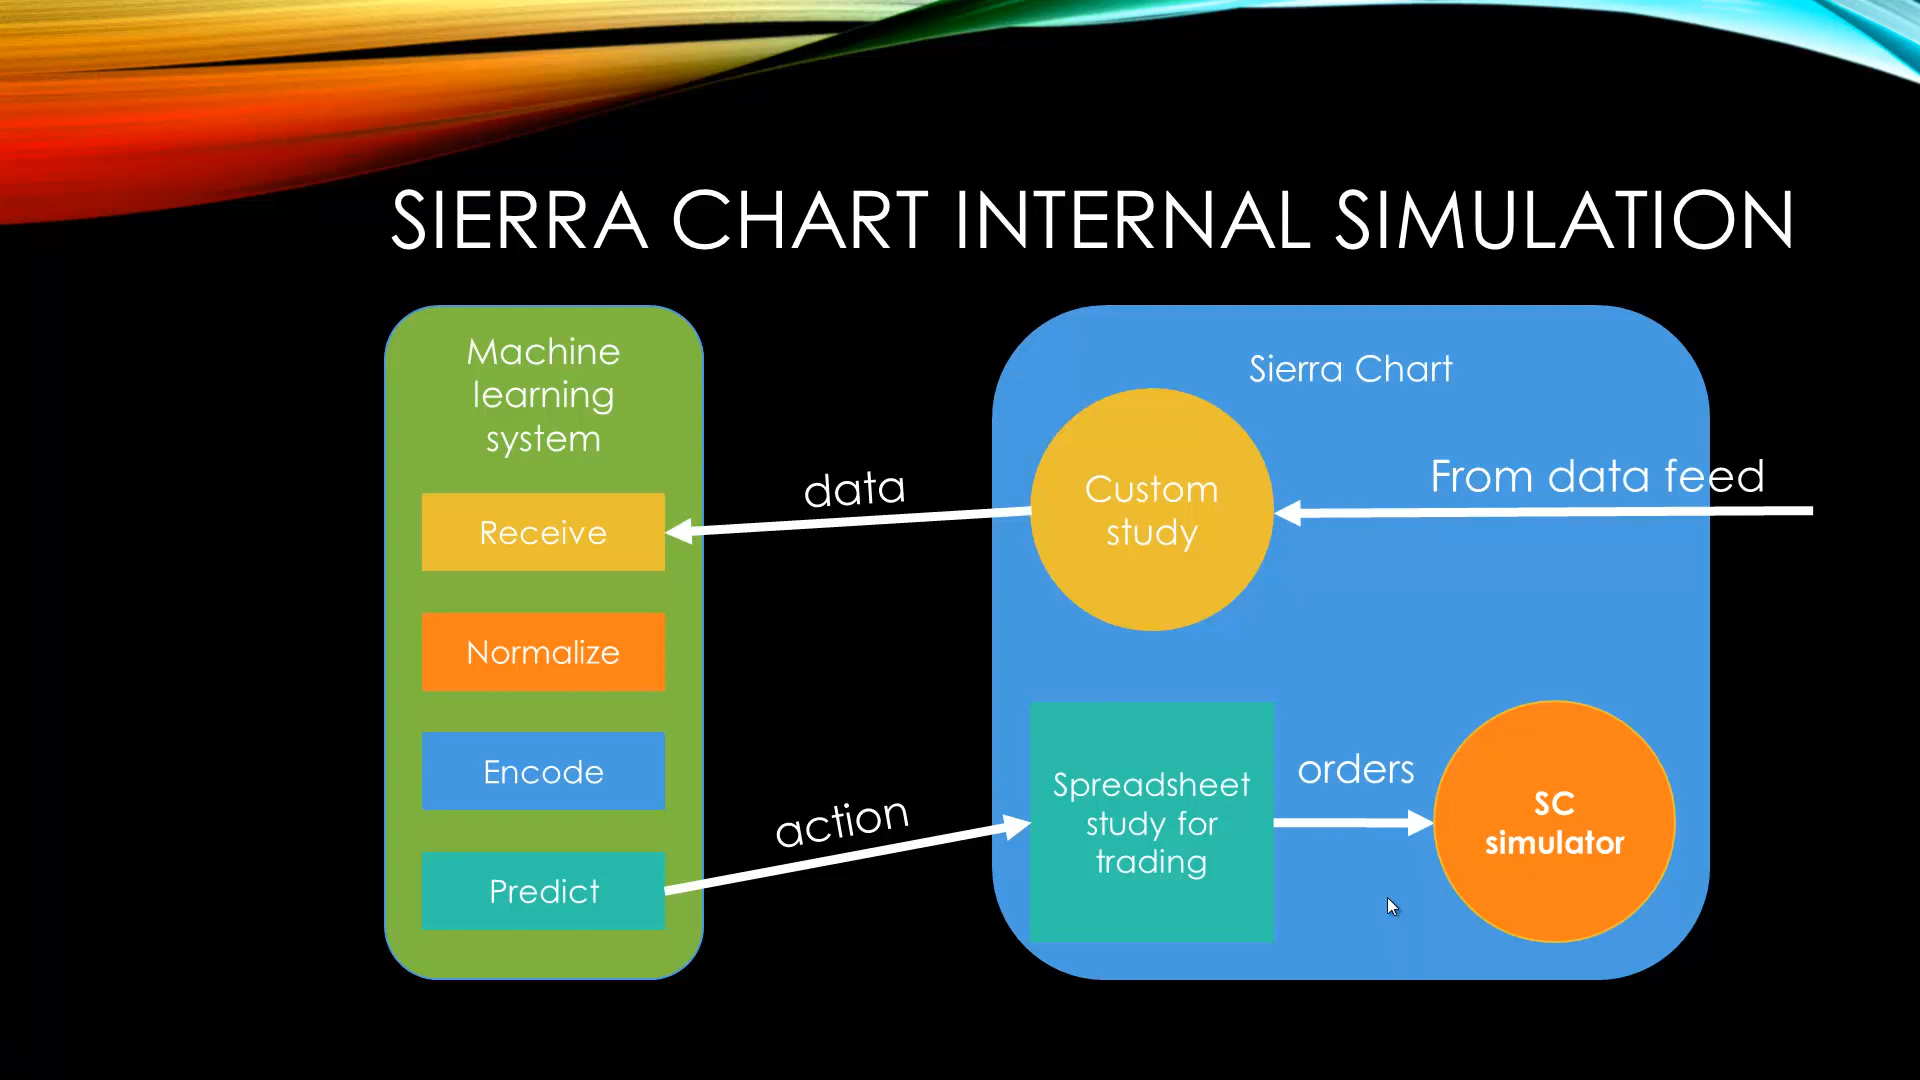 SIERRA CHART INTERNAL SIMULATION
Machine
learning
system
Receive
Normalize
Encode
Predict
data
action
Sierra Chart
Custom
study
From data feed
Spreadsheet
study for
trading
orders
SC
simulator